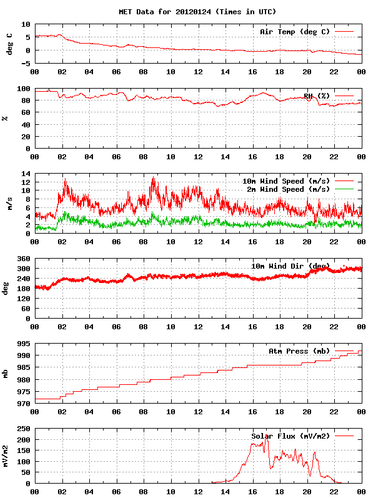 MET Data for 20120124 (Times in UTC)
deg C
10
5
0
-5
Air Temp (deg C)
00 02 04 06 08 10 12 14 16 18 20 22 00
%
100
80
60
40
20
0
RH (%)
00 02 04 06 08 10 12 14 16 18 20 22 00
m/s
14
12
10
8
6
4
2
0
10m Wind Speed (m/s)
2m Wind Speed (m/s)
00 02 04 06 08 10 12 14 16 18 20 22 00
deg
360
300
240
180
120
60
0
10m Wind Dir (deg)
00 02 04 06 08 10 12 14 16 18 20 22 00
mb
995
990
985
980
975
970
Atm Press (mb)
00 02 04 06 08 10 12 14 16 18 20 22 00
mV/m2
250
200
150
100
50
0
Solar Flux (mV/m2)
00 02 04 06 08 10 12 14 16 18 20 22 00